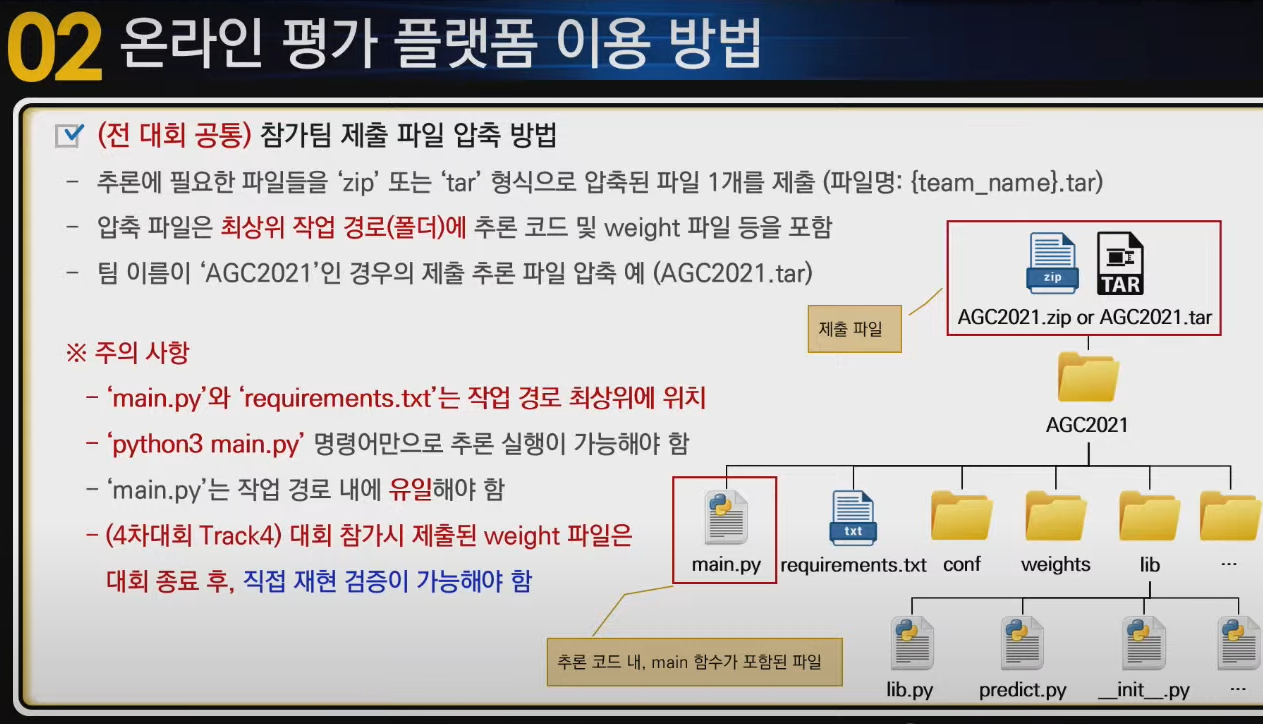 02 온라인 평가 플랫폼 이용 방법
(전 대회 공통) 참가팀 제출 파일 압축 방법
- 추론에 필요한 파일들을 ‘zip’ 또는 ‘tar’ 형식으로 압축된 파일 1개를 제출 (파일명: {team_name}.tar)
- 압축 파일은 최상위 작업 경로(폴더)에 추론 코드 및 weight 파일 등을 포함
- 팀 이름이 ‘AGC2021’인 경우의 제출 추론 파일 압축 예 (AGC2021.tar)
※ 주의 사항
- ‘main.py’와 ‘requirements.txt’는 작업 경로 최상위에 위치
- ‘python3 main.py’ 명령어만으로 추론 실행이 가능해야 함
- ‘main.py’는 작업 경로 내에 유일해야 함
- (4차대회 Track4) 대회 참가시 제출된 weight 파일은
대회 종료 후, 직접 재현 검증이 가능해야 함
제출 파일
zip TAR
AGC2021.zip or AGC2021.tar
AGC2021
txt
main.py requirements.txt conf weights lib ...
추론 코드 내, main 함수가 포함된 파일
lib.py predict.py __init__.py ...